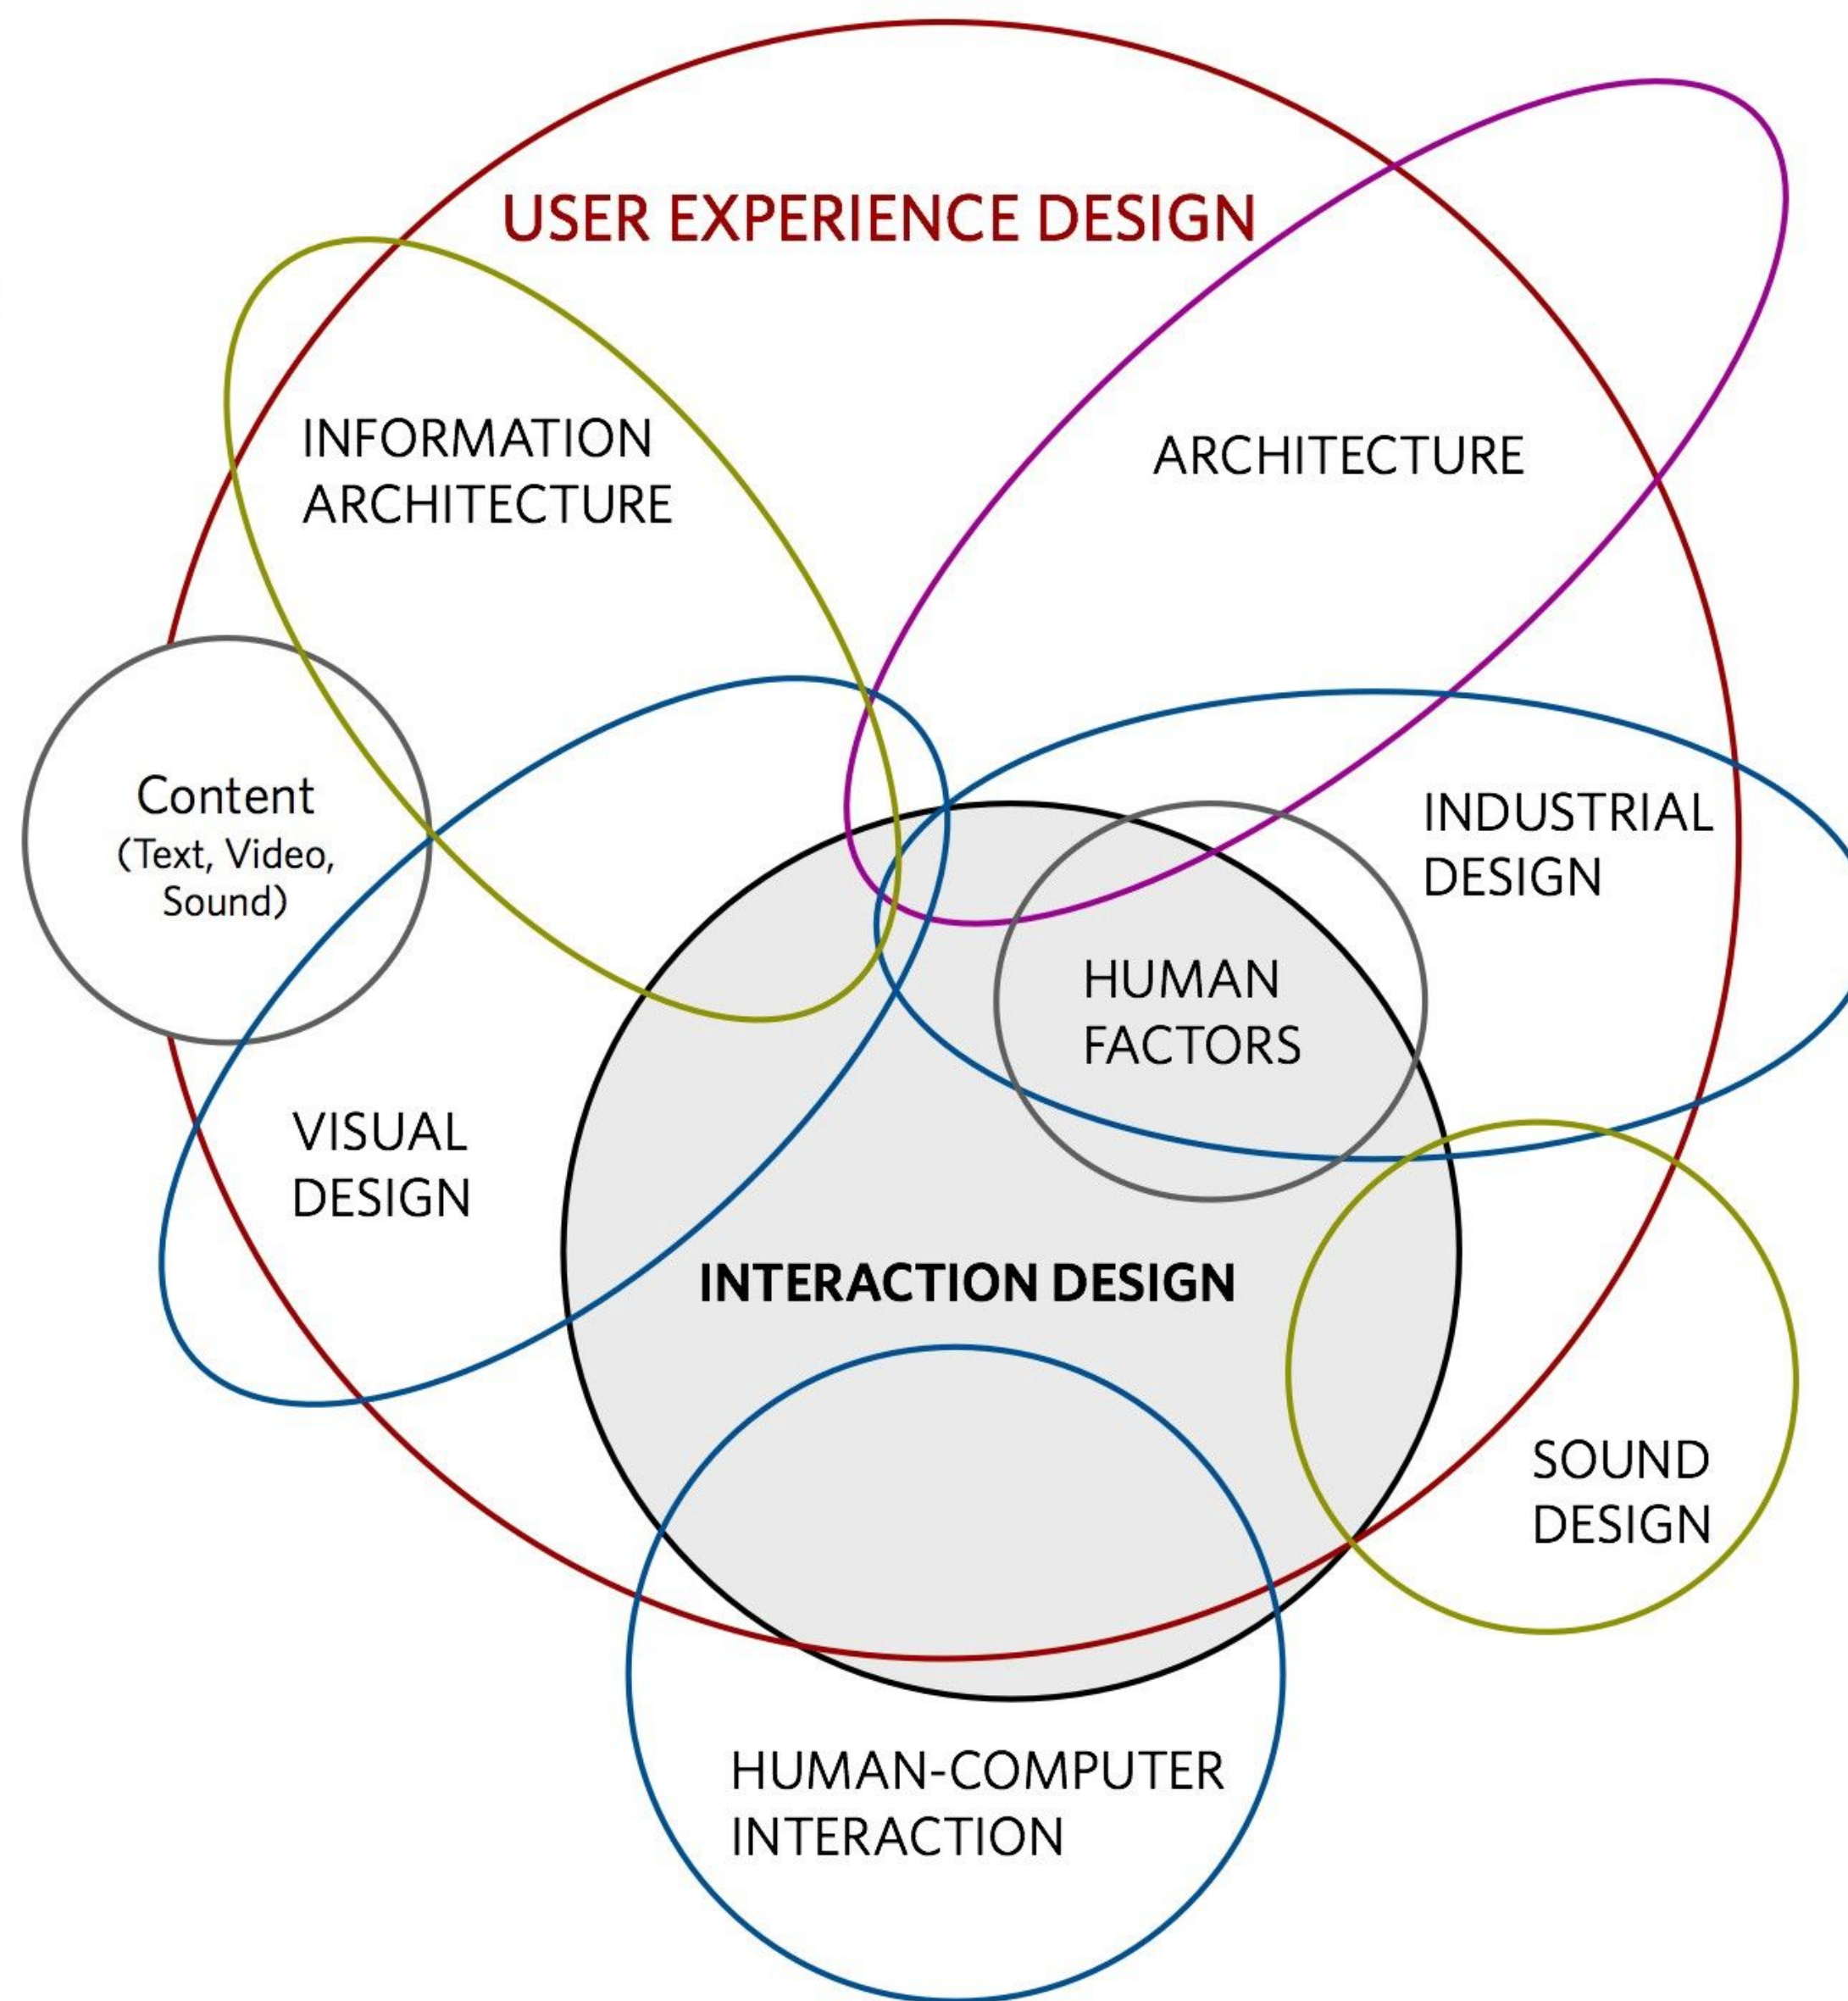 USER EXPERIENCE DESIGN
INFORMATION
ARCHITECTURE
ARCHITECTURE
Content
(Text, Video,
Sound)
INDUSTRIAL
DESIGN
HUMAN
FACTORS
VISUAL
DESIGN
INTERACTION DESIGN
SOUND
DESIGN
HUMAN-COMPUTER
INTERACTION